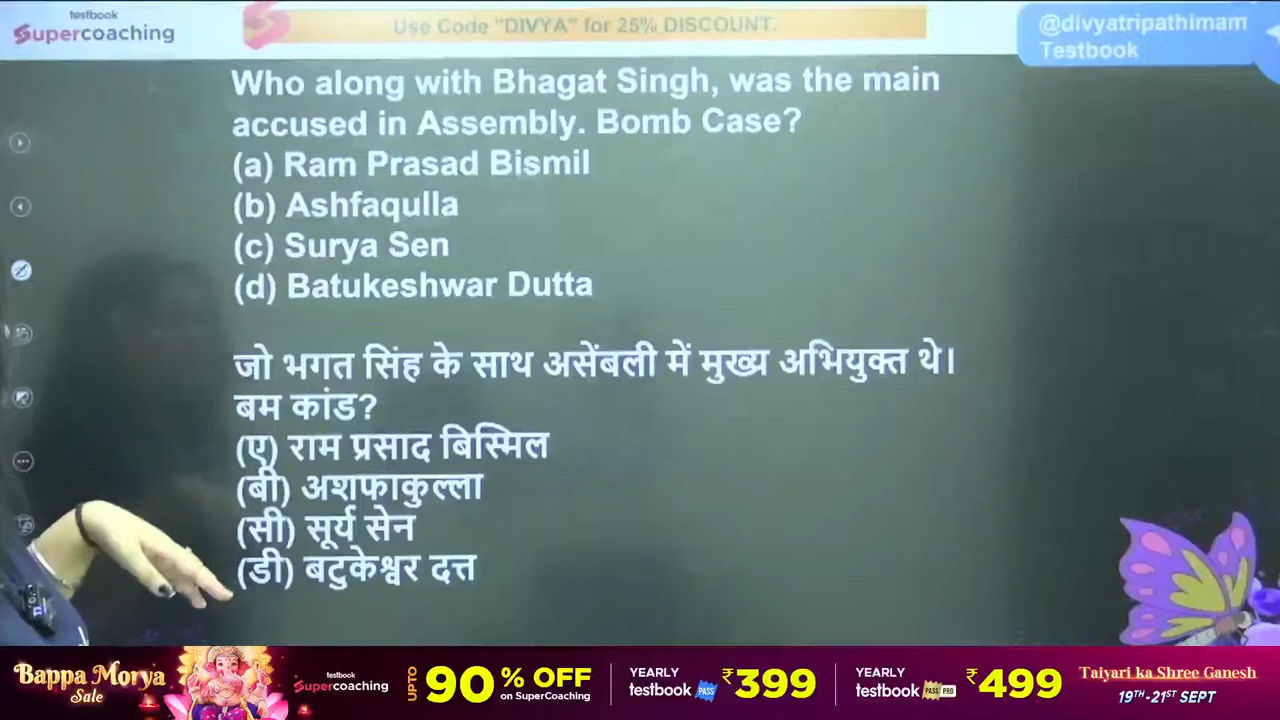 testbook
Supercoaching
Use Code "DIVYA" for 25% DISCOUNT.
@divyatripathimam
Testbook
Who along with Bhagat Singh, was the main
accused in Assembly. Bomb Case?
(a) Ram Prasad Bismil
(b) Ashfaqulla
(c) Surya Sen
(d) Batukeshwar Dutta
जो भगत सिंह के साथ असेंबली में मुख्य अभियुक्त थे।
बम कांड?
(ए) राम प्रसाद बिस्मिल
(बी) अशफाकुल्ला
(सी) सूर्य सेन
(डी) बटुकेश्वर दत्त
Bappa Morya
Sale
testbook
Supercoaching
UPTO
90% OFF
on SuperCoaching
YEARLY
testbook PASS
₹399
YEARLY
testbook PASS PRO
₹499
Taiyari ka Shree Ganesh
19TH-21ST SEPT